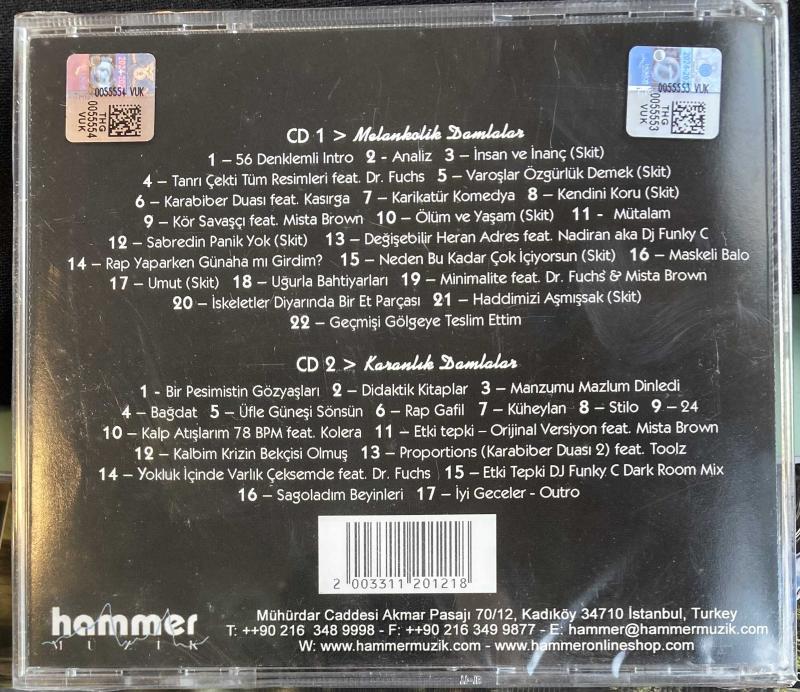 0055554 VUK
THG
0055554
VUK
0055553 VUK
THG
0055553
VUK
CD 1 > Melankolik Damlalar
1 – 56 Denklemli Intro 2 - Analiz 3 – İnsan ve İnanç (Skit)
4 – Tanrı Çekti Tüm Resimleri feat. Dr. Fuchs 5 – Varoşlar Özgürlük Demek (Skit)
6 – Karabiber Duası feat. Kasırga 7 – Karikatür Komedya 8 – Kendini Koru (Skit)
9 – Kör Savaşçı feat. Mista Brown 10 – Ölüm ve Yaşam (Skit) 11 - Mütalam
12 – Sabredin Panik Yok (Skit) 13 – Değişebilir Heran Adres feat. Nadiran aka Dj Funky C
14 – Rap Yaparken Günaha mı Girdim? 15 – Neden Bu Kadar Çok İçiyorsun (Skit) 16 – Maskeli Balo
17 – Umut (Skit) 18 – Uğurla Bahtiyarları 19 – Minimalite feat. Dr. Fuchs & Mista Brown
20 – İskeletler Diyarında Bir Et Parçası 21 – Haddimizi Aşmışsak (Skit)
22 – Geçmişi Gölgeye Teslim Ettim
CD 2 > Karanlık Damlalar
1 - Bir Pesimistin Gözyaşları 2 – Didaktik Kitaplar 3 – Manzumu Mazlum Dinledi
4 – Bağdat 5 – Üfle Güneşi Sönsün 6 – Rap Gafil 7 – Küheylan 8 – Stilo 9 – 24
10 – Kalp Atışlarım 78 BPM feat. Kolera 11 – Etki tepki – Orijinal Versiyon feat. Mista Brown
12 – Kalbim Krizin Bekçisi Olmuş 13 – Proportions (Karabiber Duası 2) feat. Toolz
14 – Yokluk İçinde Varlık Çeksemde feat. Dr. Fuchs 15 – Etki Tepki DJ Funky C Dark Room Mix
16 – Sagoladım Beyinleri 17 – İyi Geceler - Outro
2 003311 201218
hammer
MUZIK
Mühürdar Caddesi Akmar Pasajı 70/12, Kadıköy 34710 İstanbul, Turkey
T: ++90 216 348 9998 - F: ++90 216 349 9877 - E: hammer@hammermuzik.com
W: www.hammermuzik.com - www.hammeronlineshop.com